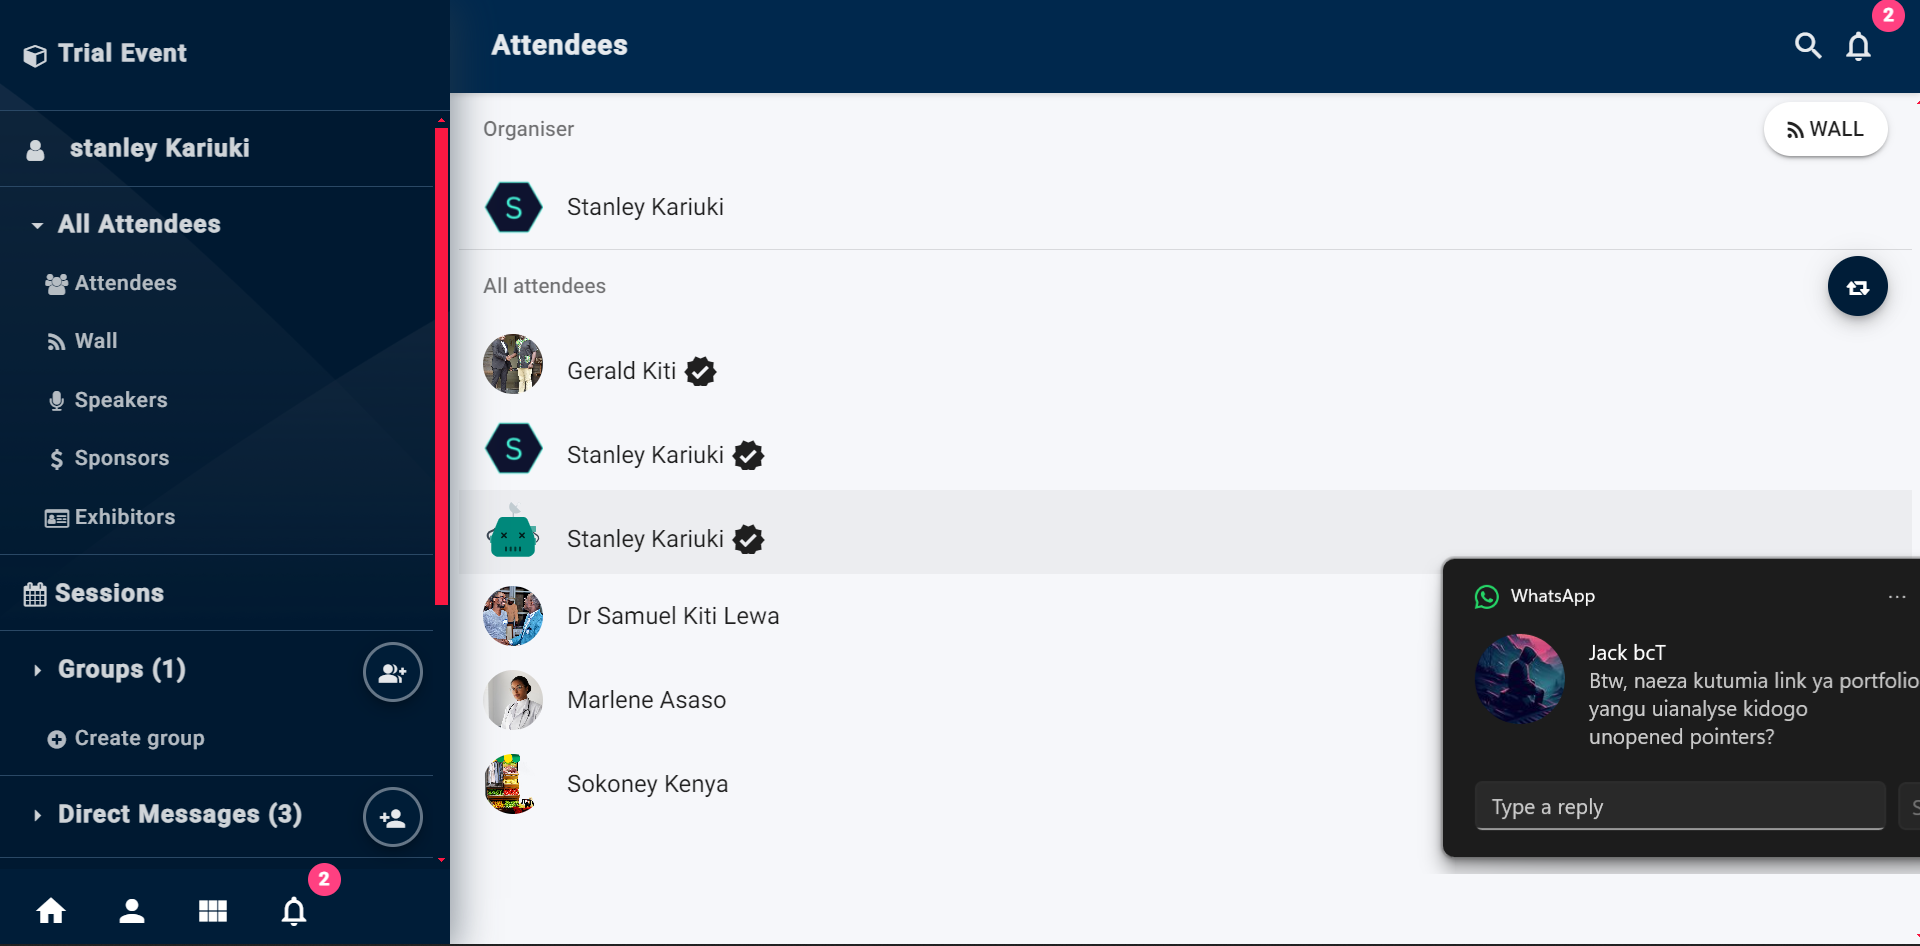 Trial Event
stanley Kariuki
All Attendees
Attendees
Wall
Speakers
Sponsors
Exhibitors
Sessions
Groups (1)
Create group
Direct Messages (3)
2
Attendees
2
Organiser
WALL
S
Stanley Kariuki
All attendees
Gerald Kiti
S
Stanley Kariuki
Stanley Kariuki
Dr Samuel Kiti Lewa
Marlene Asaso
Sokoney Kenya
WhatsApp
Jack bcT
Btw, naeza kutumia link ya portfolio
yangu uianalyse kidogo
unopened pointers?
Type a reply
S